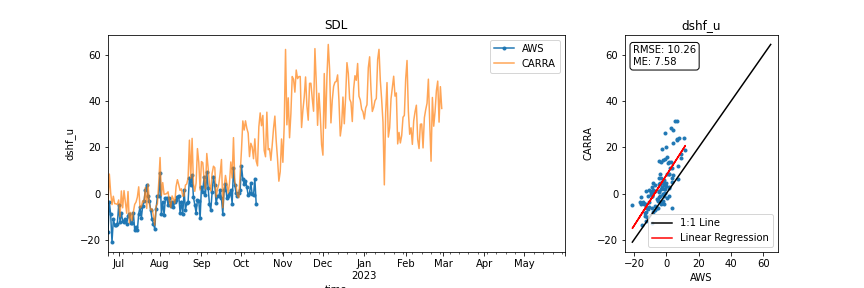 SDL
dshf_u
60
40
20
0
−20
AWS
CARRA
Jul
Aug
Sep
Oct
Nov
Dec
Jan
2023
Feb
Mar
Apr
May
dshf_u
CARRA
60
40
20
0
−20
RMSE: 10.26
ME: 7.58
1:1 Line
Linear Regression
−20
0
20
40
60
AWS